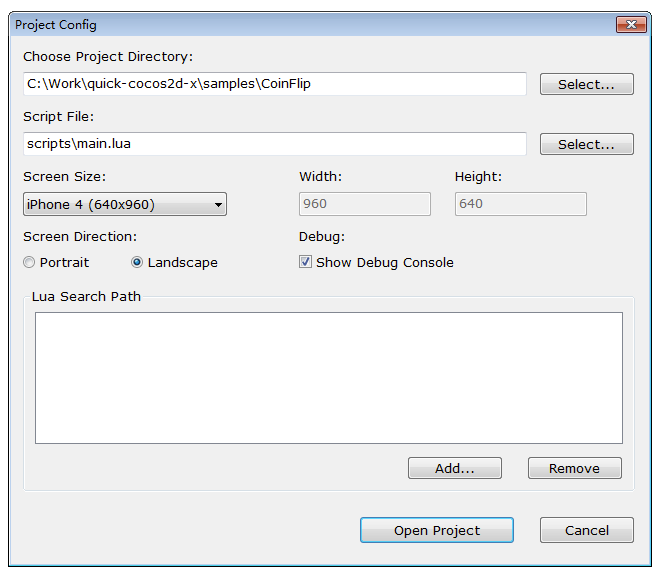 Project Config
Choose Project Directory:
C:\Work\quick-cocos2d-x\samples\CoinFlip
Select...
Script File:
scripts\main.lua
Select...
Screen Size:
Width:
Height:
iPhone 4 (640x960)
960
640
Screen Direction:
Debug:
Portrait
Landscape
Show Debug Console
Lua Search Path
Add...
Remove
Open Project
Cancel